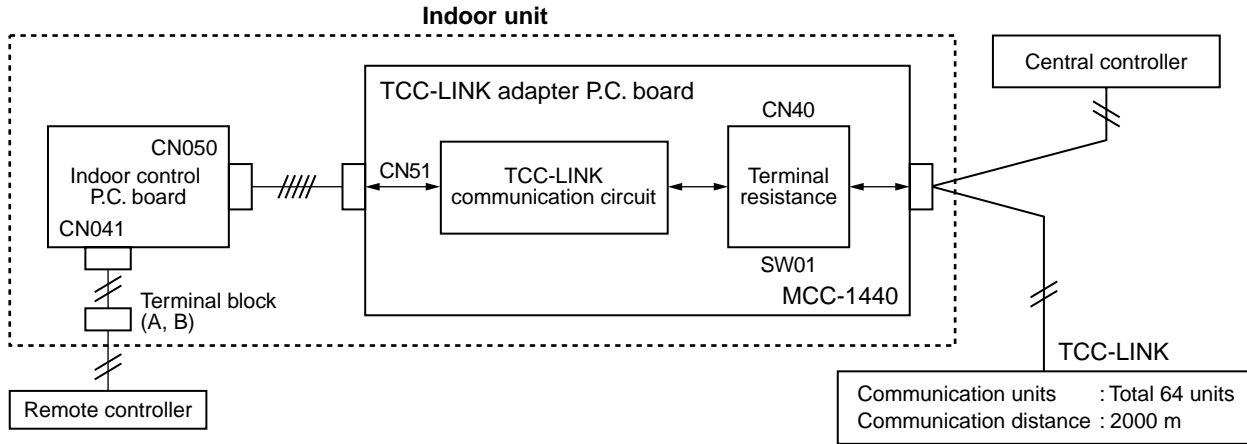 Indoor unit
Central controller
TCC-LINK adapter P.C. board
CN40
CN050
Indoor control
P.C. board
CN041
CN51
TCC-LINK
communication circuit
Terminal
resistance
SW01
MCC-1440
Terminal block
(A, B)
Remote controller
TCC-LINK
Communication units : Total 64 units
Communication distance : 2000 m